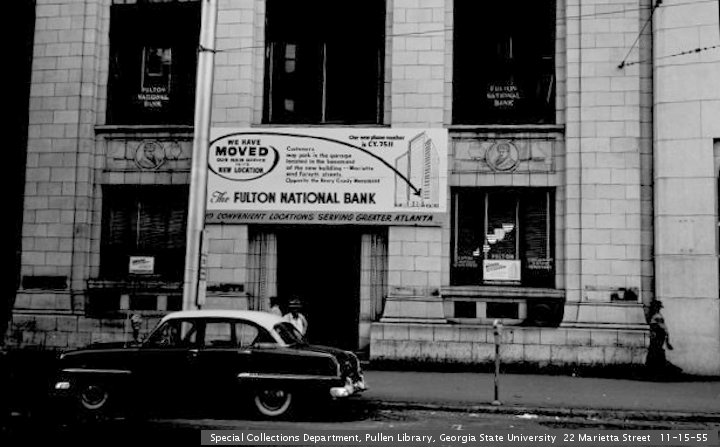 FULTON
NATIONAL
BANK
FULTON
NATIONAL
BANK
WE HAVE
MOVED
OUR MAIN OFFICE
TO ITS
NEW LOCATION
Our new phone number
is CY. 7511
Customers
may park in the garage
located in the basement
of the new building -- Marietta
and Forsyth streets.
Opposite the Henry Grady Monument
The FULTON NATIONAL BANK
CONVENIENT LOCATIONS SERVING GREATER ATLANTA
FULTON
Special Collections Department, Pullen Library, Georgia State University 22 Marietta Street 11-15-55